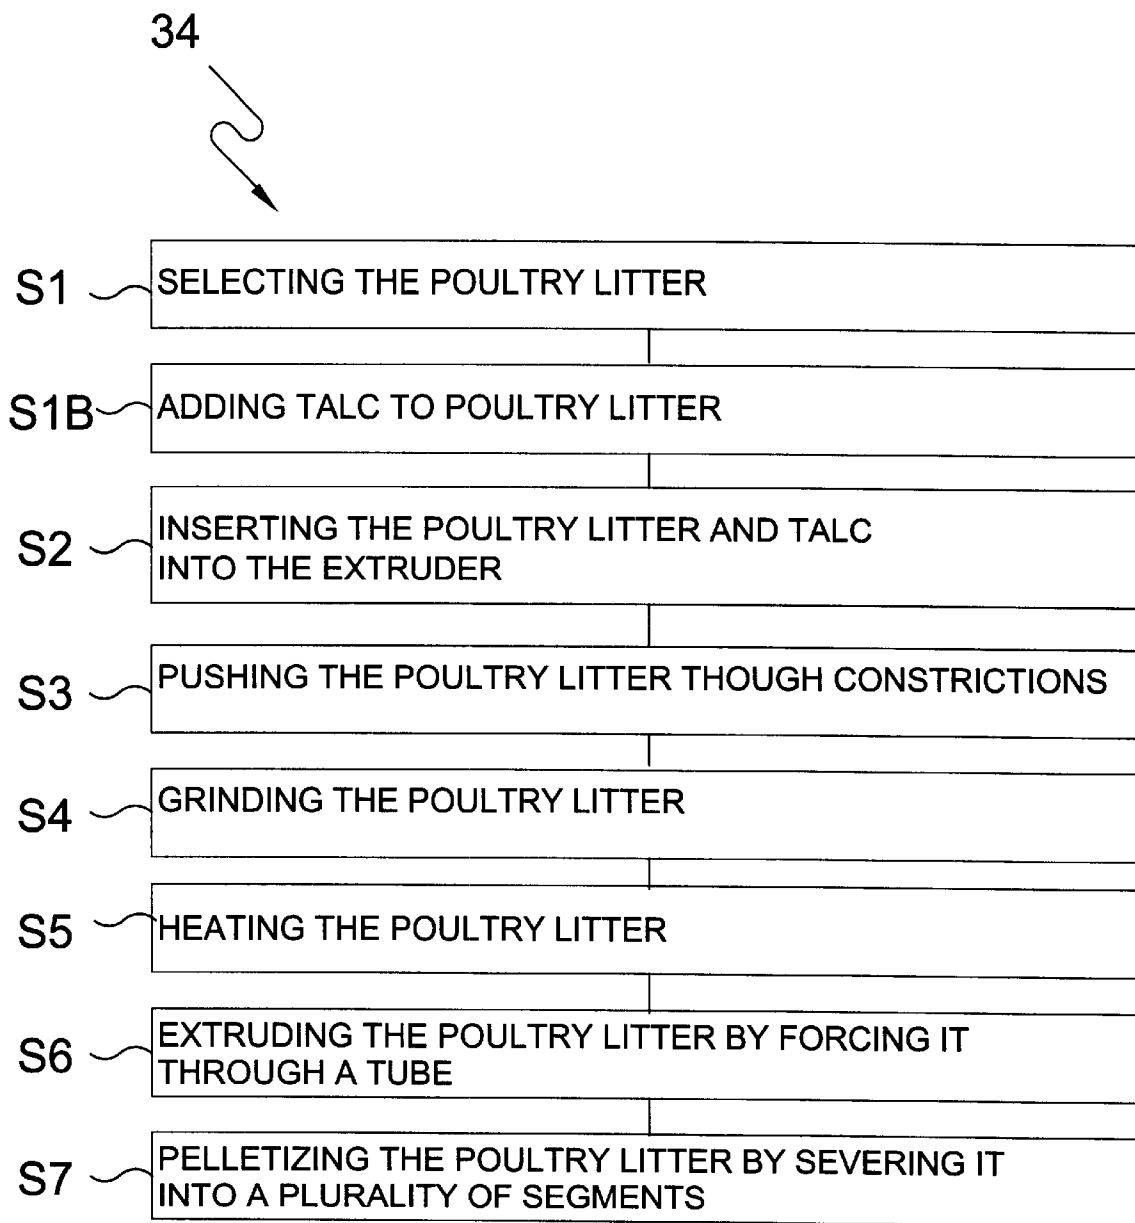 34
S1 SELECTING THE POULTRY LITTER
S1B ADDING TALC TO POULTRY LITTER
S2 INSERTING THE POULTRY LITTER AND TALC
INTO THE EXTRUDER
S3 PUSHING THE POULTRY LITTER THOUGH CONSTRICTIONS
S4 GRINDING THE POULTRY LITTER
S5 HEATING THE POULTRY LITTER
S6 EXTRUDING THE POULTRY LITTER BY FORCING IT
THROUGH A TUBE
S7 PELLETIZING THE POULTRY LITTER BY SEVERING IT
INTO A PLURALITY OF SEGMENTS